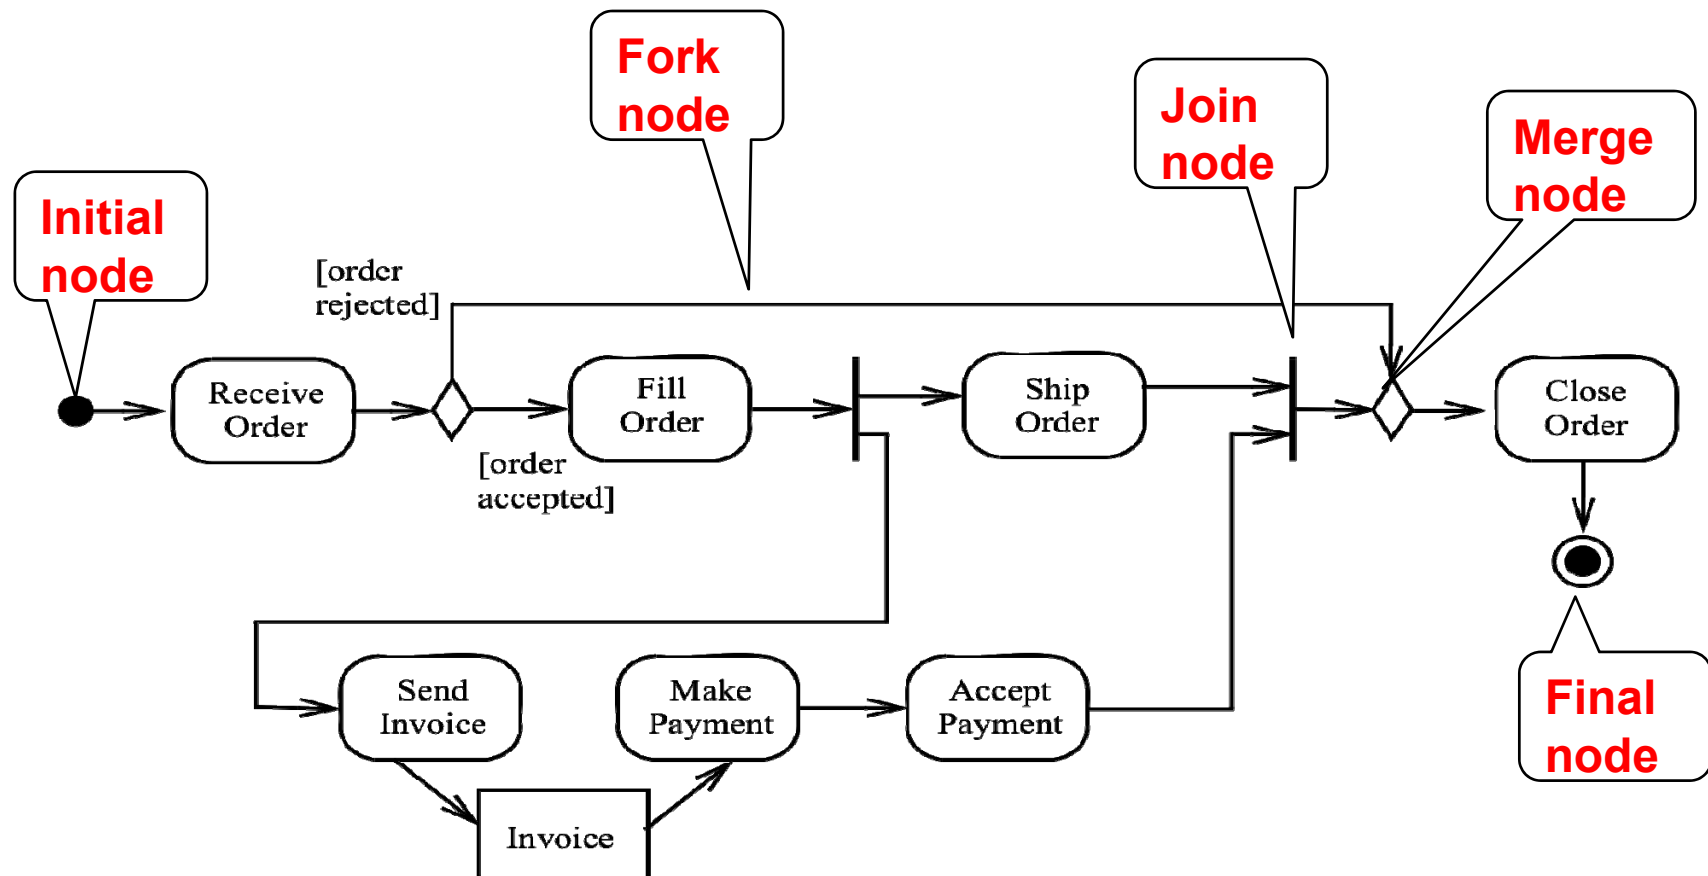 Fork
node
Join
node
Merge
node
Initial
node
[order
rejected]
Receive
Order
Fill
Order
Ship
Order
Close
Order
[order
accepted]
Send
Invoice
Make
Payment
Accept
Payment
Final
node
Invoice